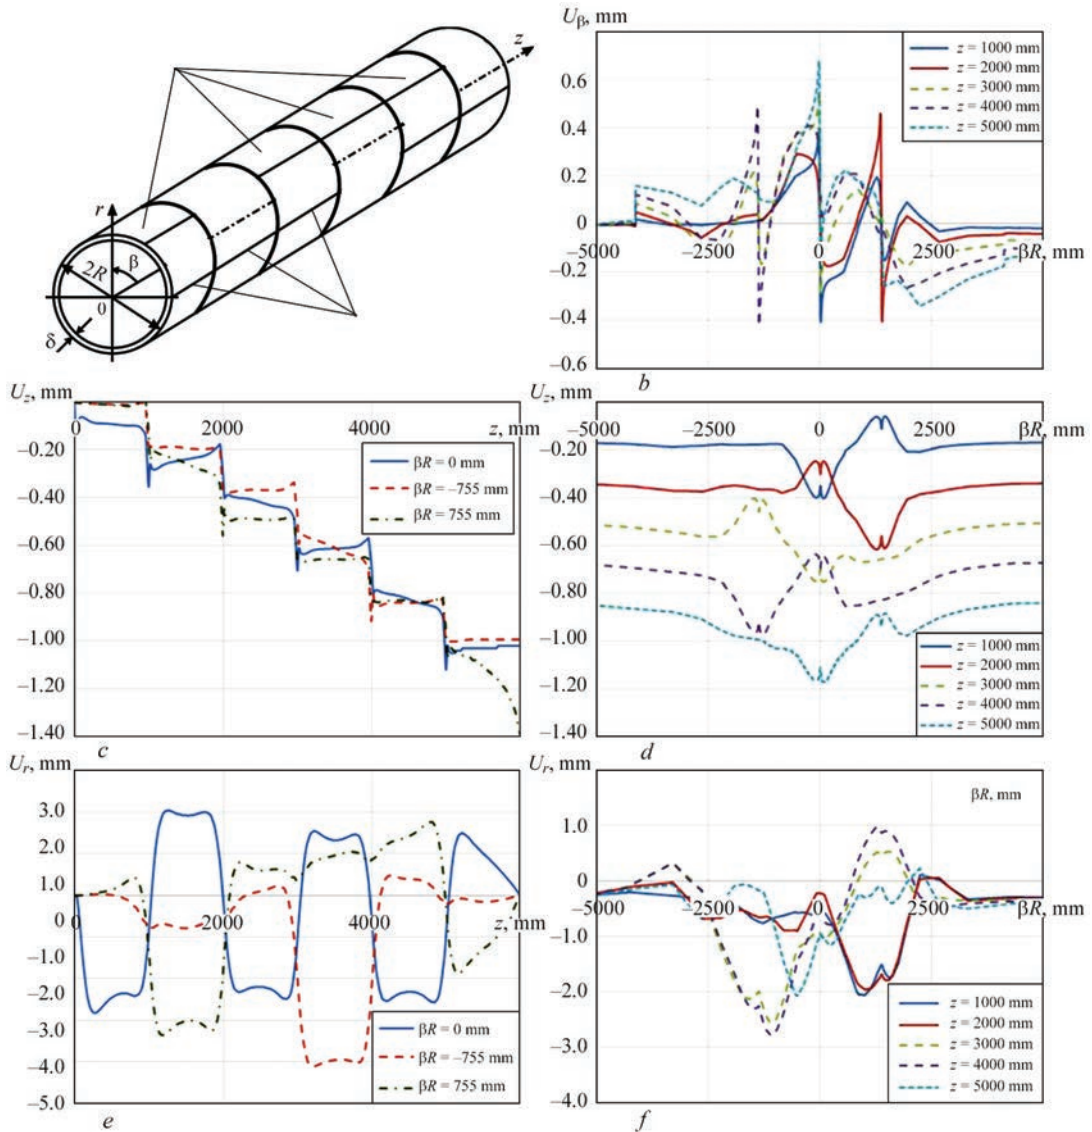 z
r
β
2R
0
δ
Uβ, mm
0.6
0.4
0.2
0
–0.2
–0.4
–0.6
–5000
–2500
0
2500
βR, mm
z = 1000 mm
z = 2000 mm
z = 3000 mm
z = 4000 mm
z = 5000 mm
b
Uz, mm
0
2000
4000
z, mm
–0.20
–0.40
–0.60
–0.80
–1.00
–1.20
–1.40
βR = 0 mm
βR = –755 mm
βR = 755 mm
c
Uz, mm
–5000
–2500
0
2500
βR, mm
–0.20
–0.40
–0.60
–0.80
–1.00
–1.20
–1.40
z = 1000 mm
z = 2000 mm
z = 3000 mm
z = 4000 mm
z = 5000 mm
d
Ur, mm
3.0
2.0
1.0
0
–1.0
–2.0
–3.0
–4.0
–5.0
0
2000
4000
z, mm
βR = 0 mm
βR = –755 mm
βR = 755 mm
e
Ur, mm
βR, mm
1.0
0
–1.0
–2.0
–3.0
–4.0
–5000
–2500
0
2500
βR, mm
z = 1000 mm
z = 2000 mm
z = 3000 mm
z = 4000 mm
z = 5000 mm
f